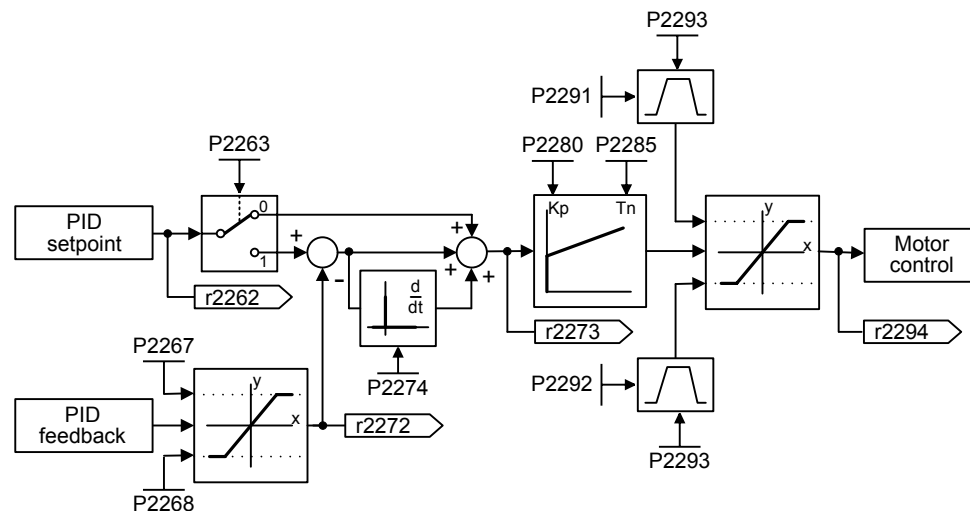 P2293
P2291
P2280
P2285
P2263
Kp
Tn
y
x
0
1
PID
setpoint
+
-
+
+
+
Motor
control
d
dt
r2262
r2273
r2294
P2267
P2274
P2292
y
x
PID
feedback
r2272
P2293
P2268